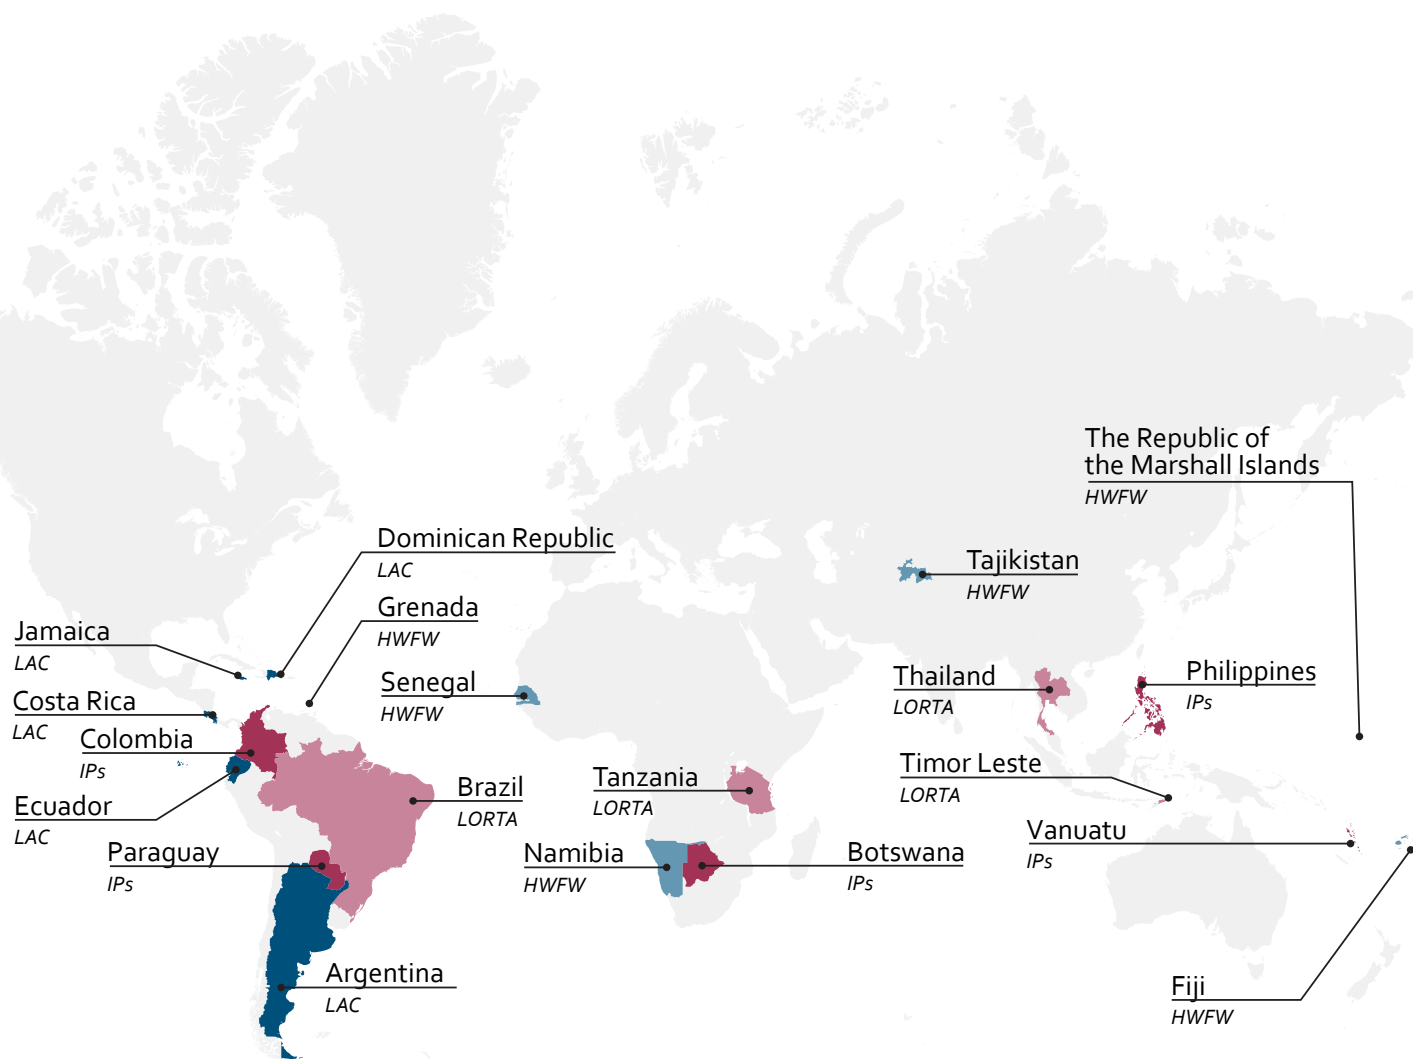 The Republic of
the Marshall Islands
HWFW
Dominican Republic
LAC
Tajikistan
HWFW
Grenada
HWFW
Jamaica
LAC
Senegal
HWFW
Thailand
LORTA
Philippines
IPs
Costa Rica
LAC
Colombia
IPs
Ecuador
LAC
Brazil
LORTA
Tanzania
LORTA
Timor Leste
LORTA
Vanuatu
IPs
Paraguay
IPs
Namibia
HWFW
Botswana
IPs
Argentina
LAC
Fiji
HWFW